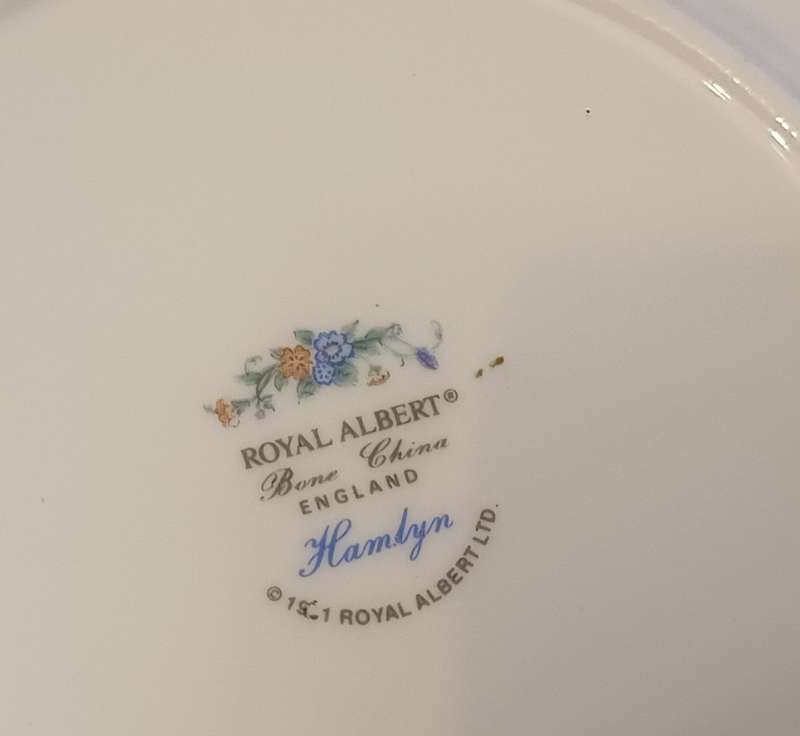 ROYAL ALBERT®
Bone China
ENGLAND
Hamlyn
© ROYAL ALBERT LTD.